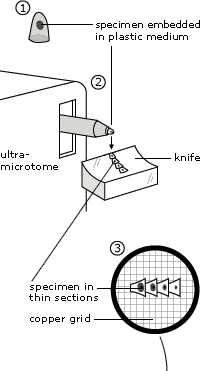 1
specimen embedded
in plastic medium
2
ultra-
microtome
knife
3
specimen in
thin sections
copper grid